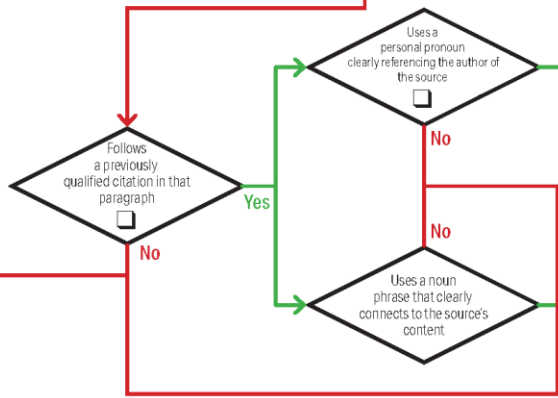 Uses a
personal pronoun
clearly referencing the author of
the source
No
Follows
a previously
qualified citation in that
paragraph
Yes
No
No
Uses a noun
phrase that clearly
connects to the source's
content